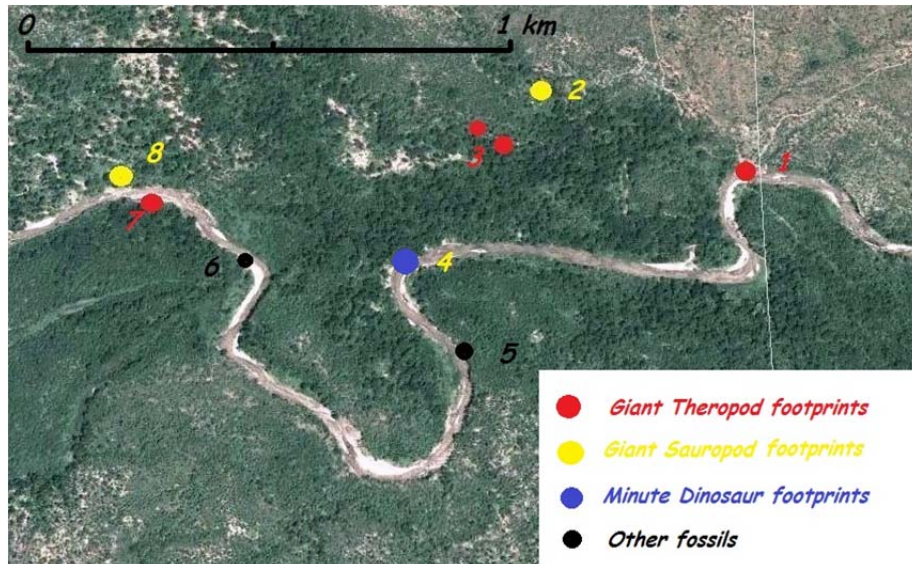 0 1 km
2
3
8
1
7
6
4
5
Giant Theropod footprints
Giant Sauropod footprints
Minute Dinosaur footprints
Other fossils